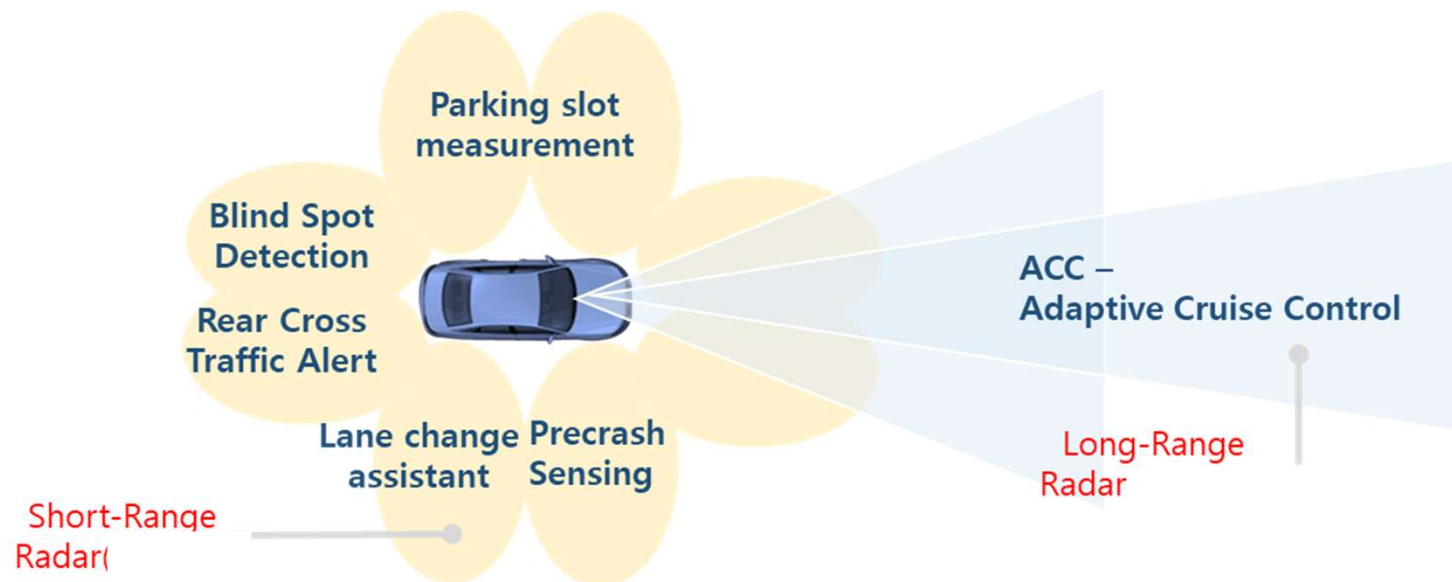 Parking slot
measurement
Blind Spot
Detection
Rear Cross
Traffic Alert
Lane change
assistant
Precrash
Sensing
ACC –
Adaptive Cruise Control
Long-Range
Radar
Short-Range
Radar(